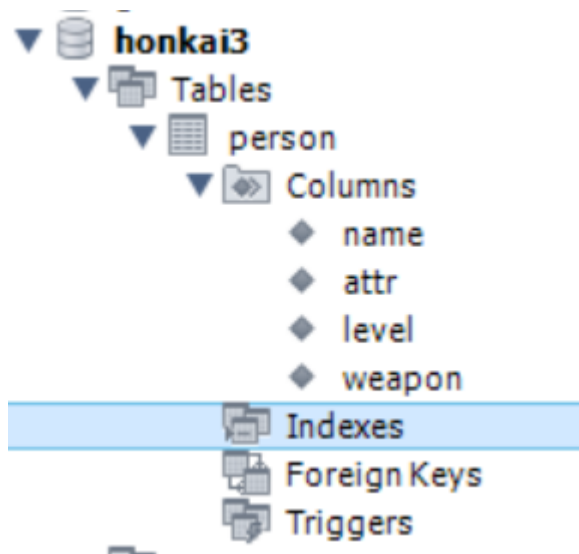 honkai3
Tables
person
Columns
name
attr
level
weapon
Indexes
Foreign Keys
Triggers